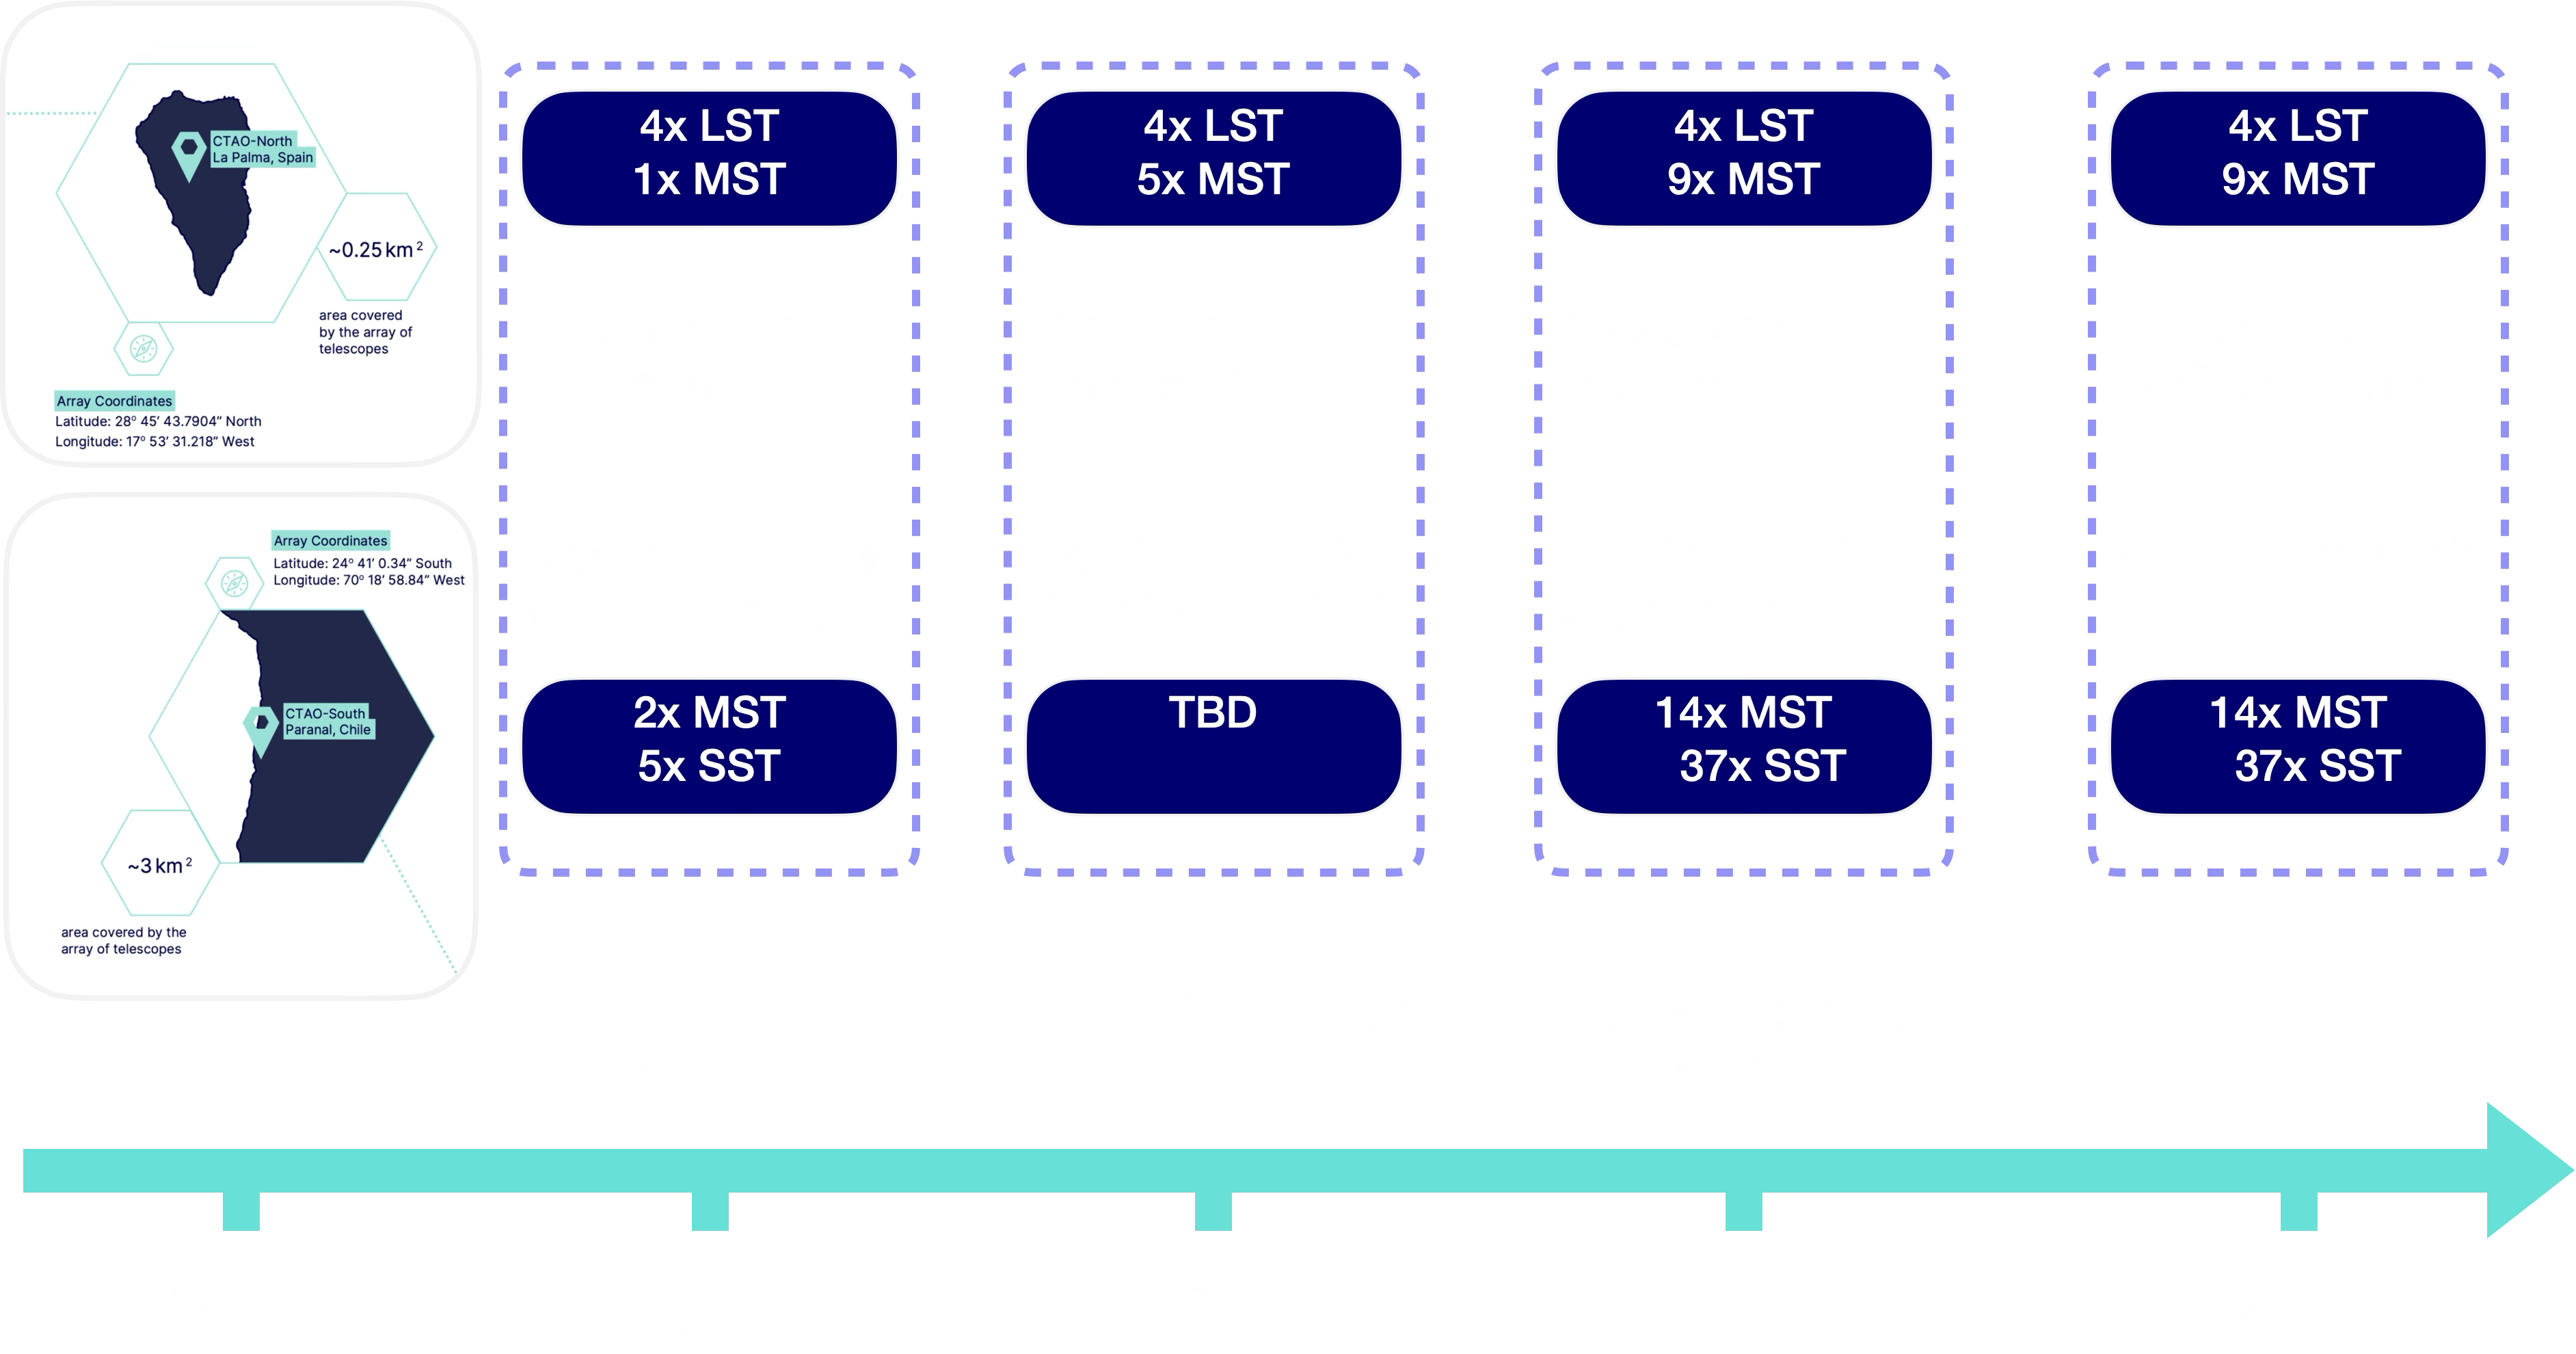 CTAO-North
La Palma, Spain
~0.25 km²
area covered
by the array of
telescopes
Array Coordinates
Latitude: 28º 45′ 43.7904″ North
Longitude: 17º 53′ 31.218″ West
Array Coordinates
Latitude: 24º 41′ 0.34″ South
Longitude: 70º 18′ 58.84″ West
CTAO-South
Paranal, Chile
~3 km²
area covered by the
array of telescopes
4x LST
1x MST
2x MST
5x SST
4x LST
5x MST
TBD
4x LST
9x MST
14x MST
37x SST
4x LST
9x MST
14x MST
37x SST